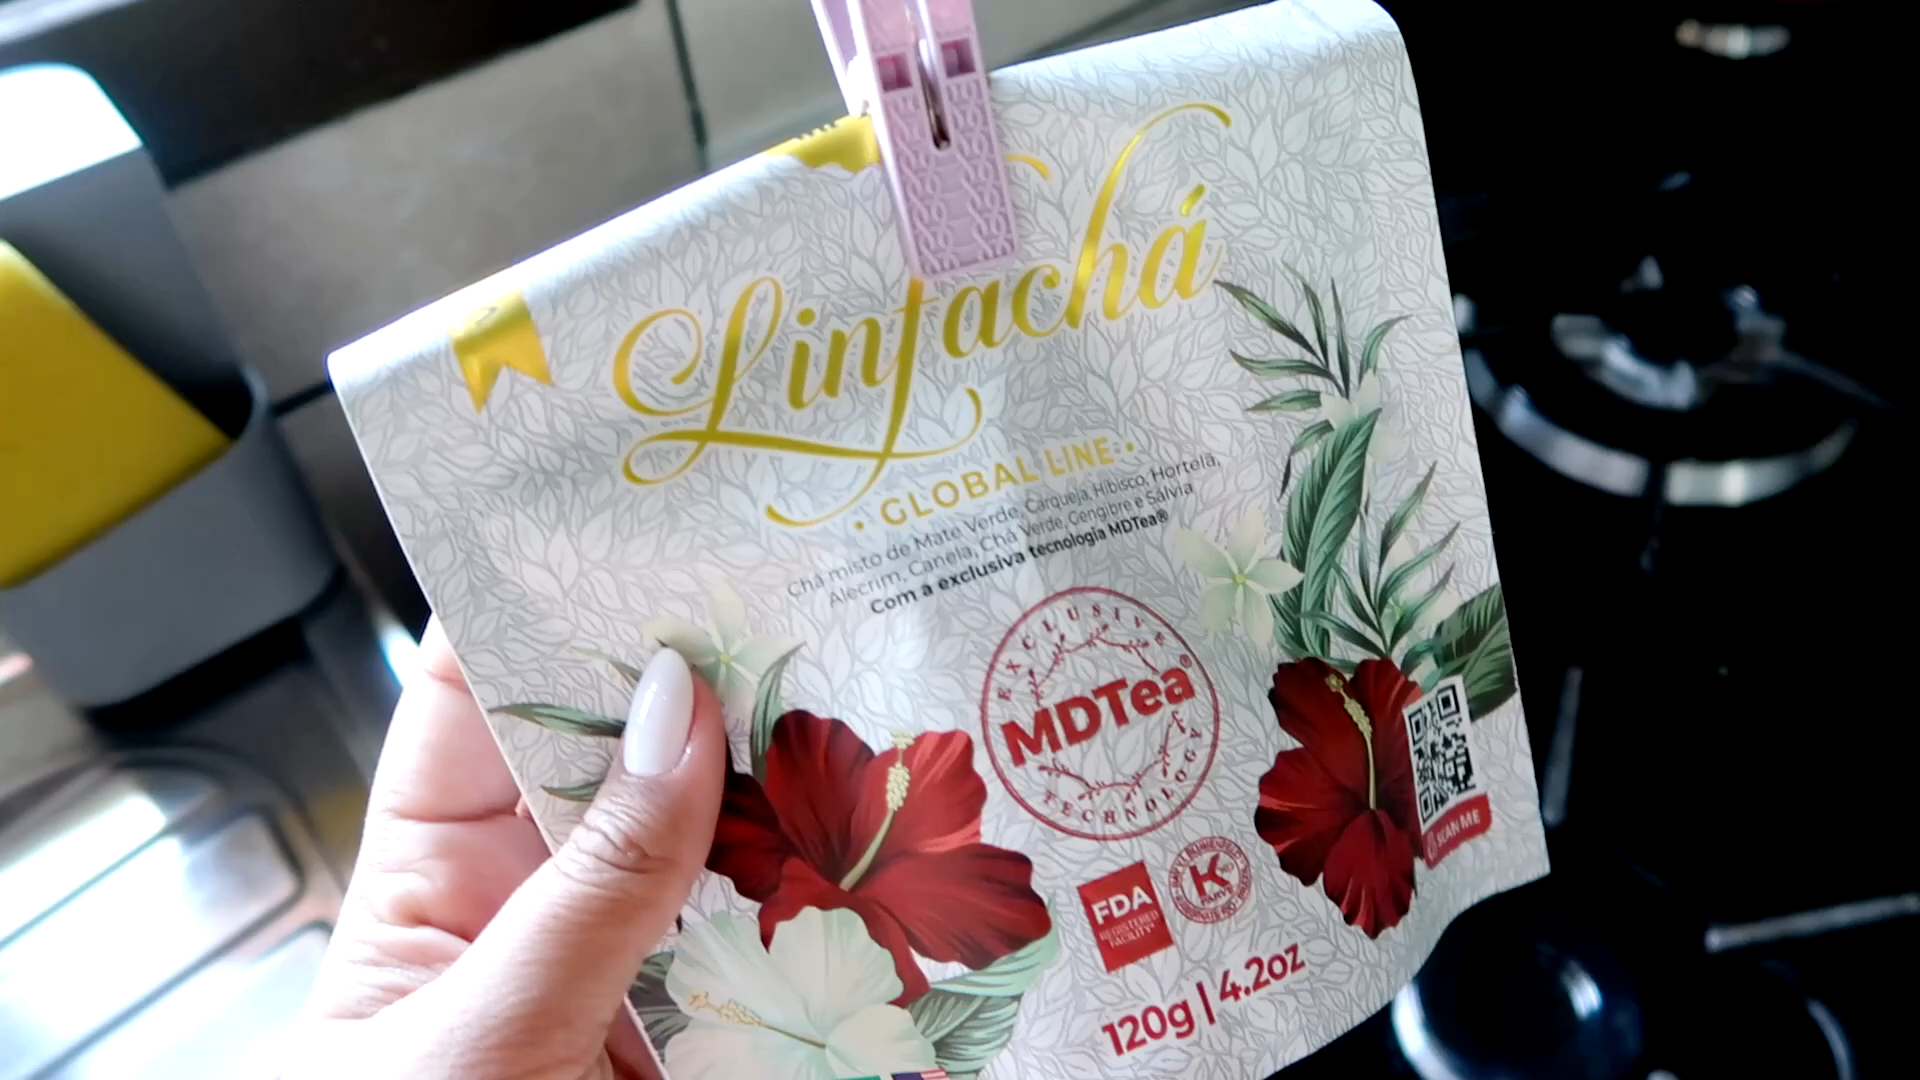 Linfachá
• GLOBAL LINE •
Chá misto de Mate Verde, Carqueja, Hibisco, Hortelã,
Alecrim, Canela, Chá Verde, Gengibre e Sálvia
Com a exclusiva tecnologia MDTea®
EXCLUSIVE
MDTea®
TECHNOLOGY
SCAN ME
FDA
REGISTERED
FACILITY
K
PARVE
120g | 4.2oz